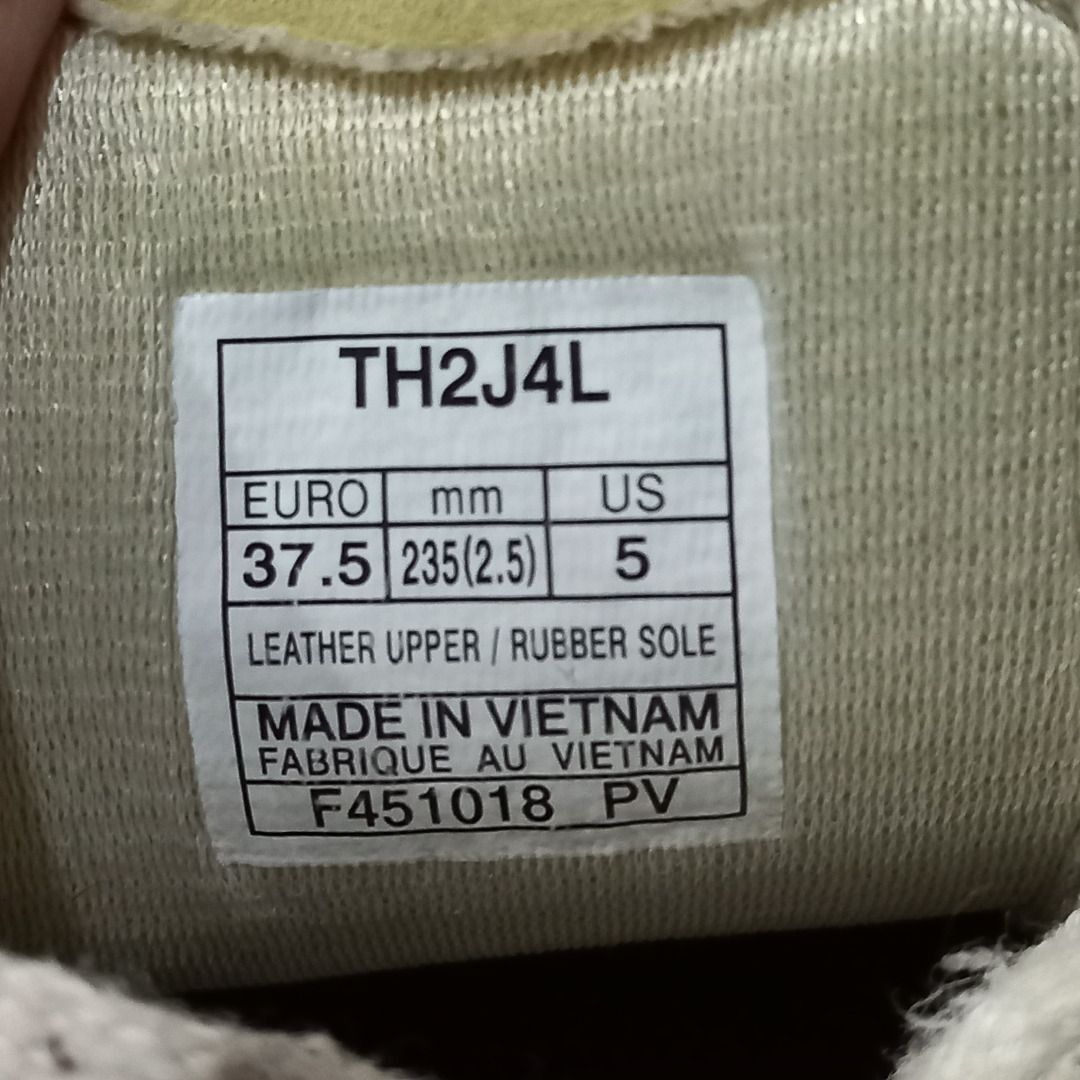 TH2J4L
EURO mm US
37.5 235(2.5) 5
LEATHER UPPER / RUBBER SOLE
MADE IN VIETNAM
FABRIQUE AU VIETNAM
F451018 PV